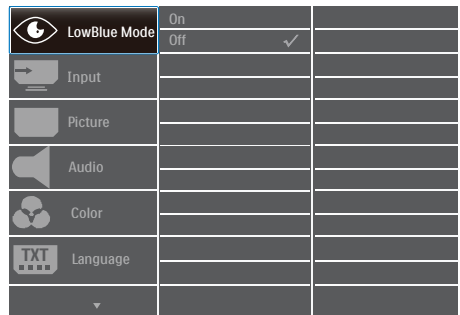 LowBlue Mode
On
Off
Input
Picture
Audio
Color
TXT
Language